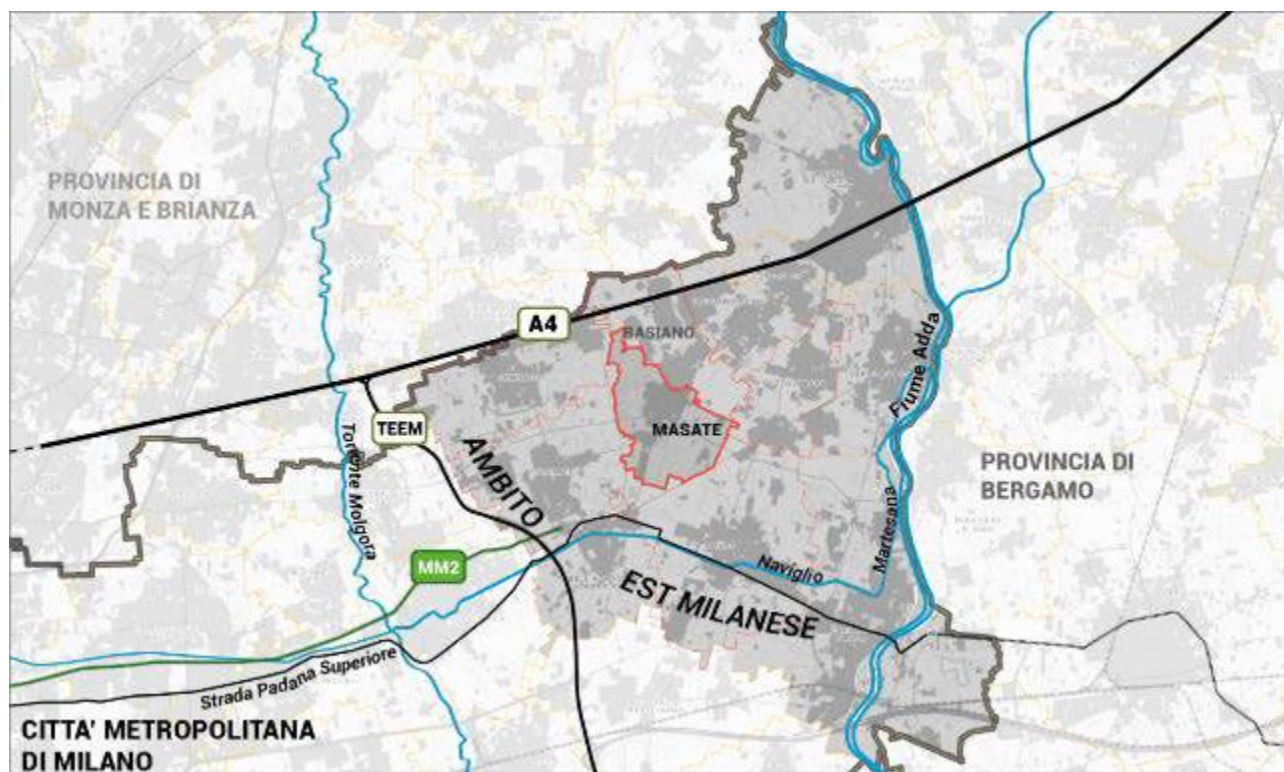 PROVINCIA DI
MONZA E BRIANZA
A4
BASIANO
Fiume Adda
TEEM
MASATE
AMBITO
Torrente Molgora
PROVINCIA DI
BERGAMO
MM2
Naviglio
Martesana
EST MILANESE
Strada Padana Superiore
CITTA' METROPOLITANA
DI MILANO